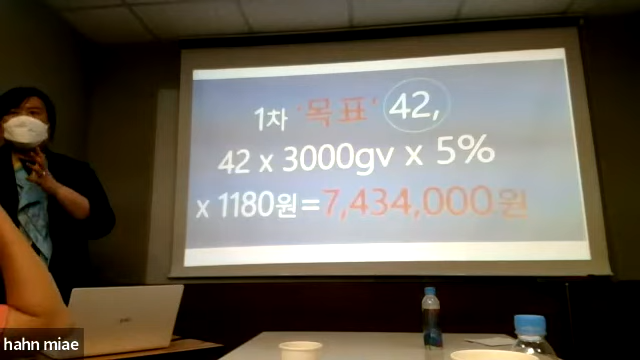 1차 '목표' 42,
42 x 3000gv x 5%
x 1180원=7,434,000원
hahn miae